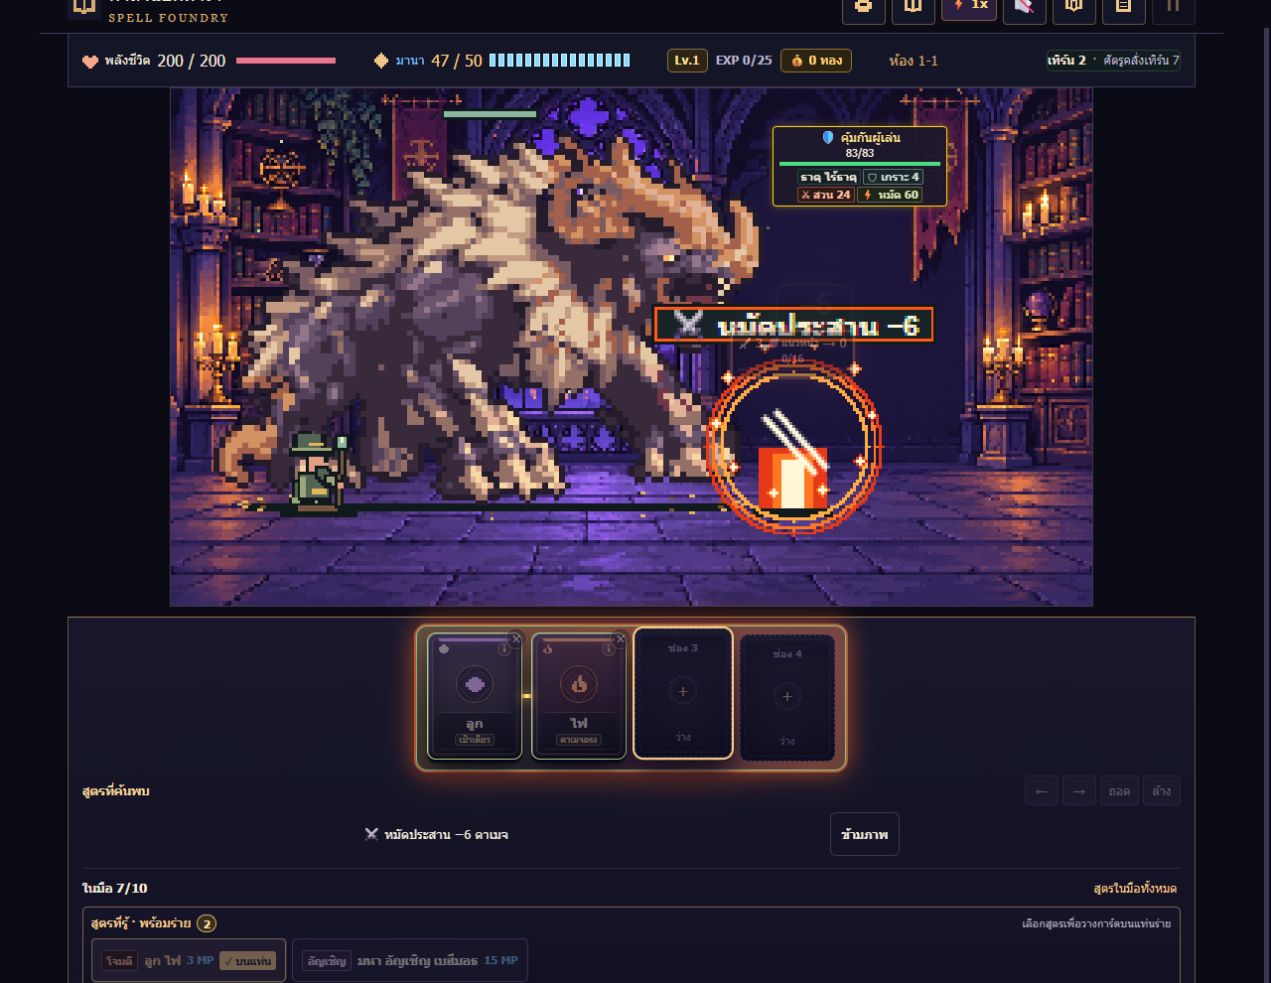 SPELL FOUNDRY
1x
พลังชีวิต 200 / 200
มานา 47 / 50
Lv.1 EXP 0/25 0 ทอง
ห้อง 1-1
เทิร์น 2 · ศัตรูคลั่งเทิร์น 7
คุ้มกันผู้เล่น
83/83
ธาตุ ไร้ธาตุ เกราะ 4
สวน 24 หมัด 60
หมัดประสาน −6
0/16
ช่อง 3
ช่อง 4
ลูก
เป้าเดี่ยว
ไฟ
ดาเมจตรง
+
ว่าง
+
ว่าง
สูตรที่ค้นพบ
← → ถอด ล้าง
หมัดประสาน −6 ดาเมจ
ข้ามภาพ
ในมือ 7/10
สูตรในมือทั้งหมด
สูตรที่รู้ · พร้อมร่าย 2
เลือกสูตรเพื่อวางการ์ดบนแท่นร่าย
โจมตี ลูก ไฟ 3 MP ✓ บนแท่น
อัญเชิญ มหา อัญเชิญ เบฮีมอธ 15 MP